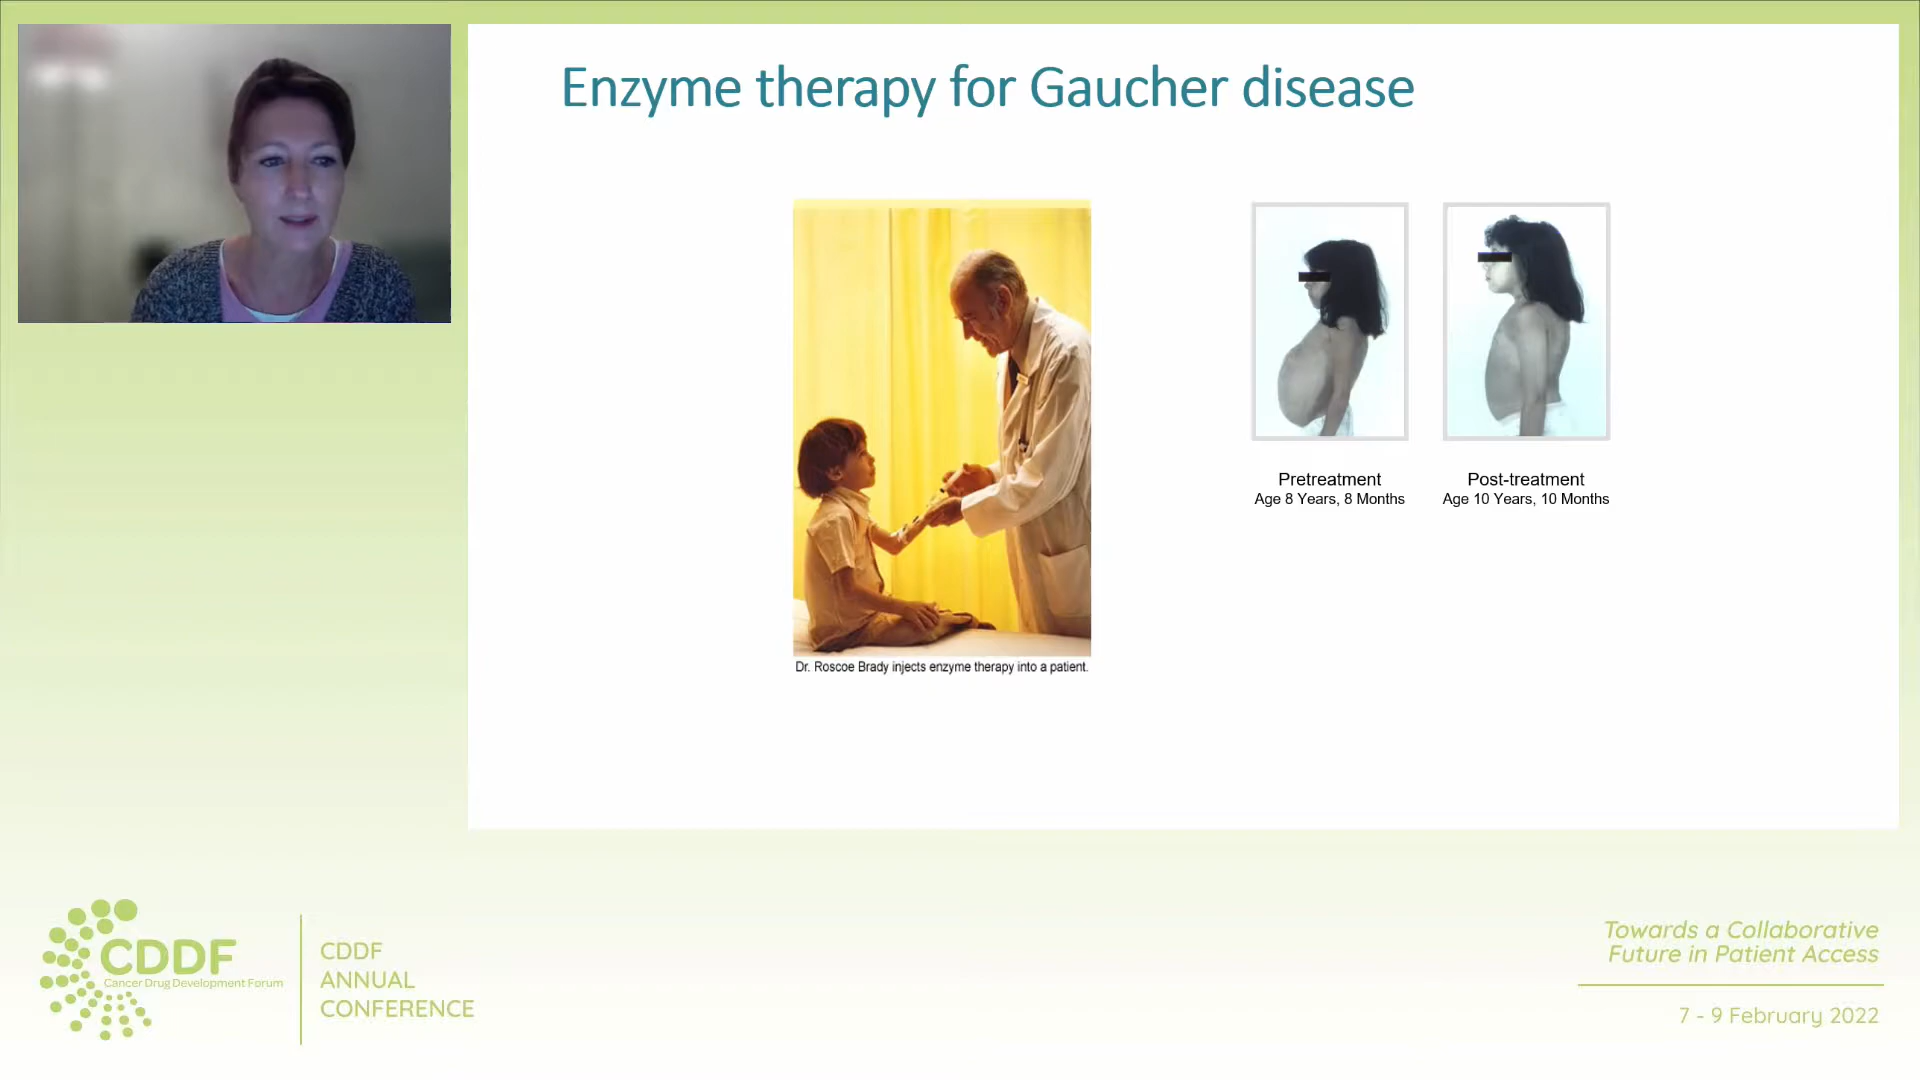 Enzyme therapy for Gaucher disease
Dr. Roscoe Brady injects enzyme therapy into a patient.
Pretreatment
Age 8 Years, 8 Months
Post-treatment
Age 10 Years, 10 Months
CDDF
Cancer Drug Development Forum
CDDF
ANNUAL
CONFERENCE
Towards a Collaborative
Future in Patient Access
7 - 9 February 2022